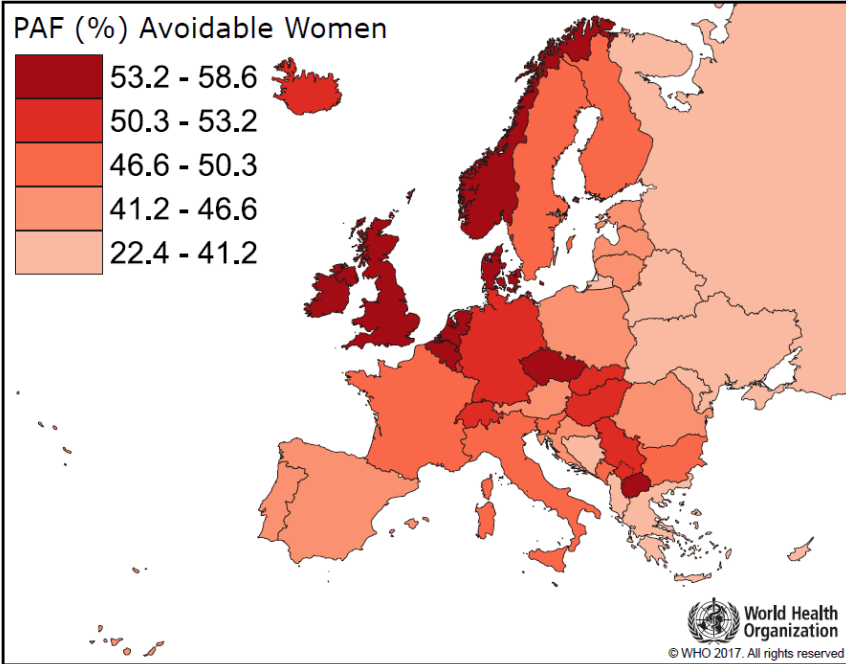 PAF (%) Avoidable Women
53.2 - 58.6
50.3 - 53.2
46.6 - 50.3
41.2 - 46.6
22.4 - 41.2
World Health
Organization
© WHO 2017. All rights reserved